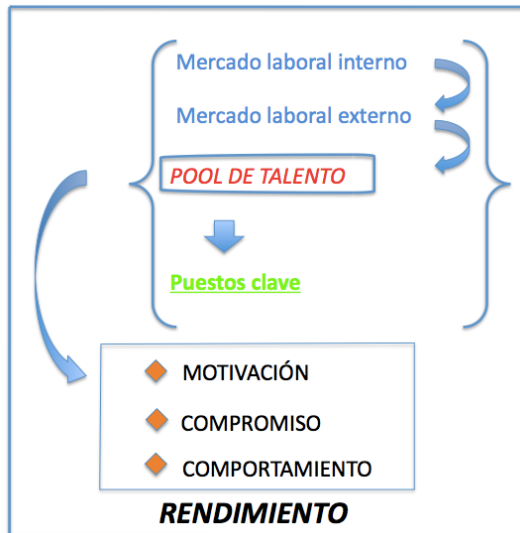 Mercado laboral interno
Mercado laboral externo
POOL DE TALENTO
Puestos clave
MOTIVACIÓN
COMPROMISO
COMPORTAMIENTO
RENDIMIENTO